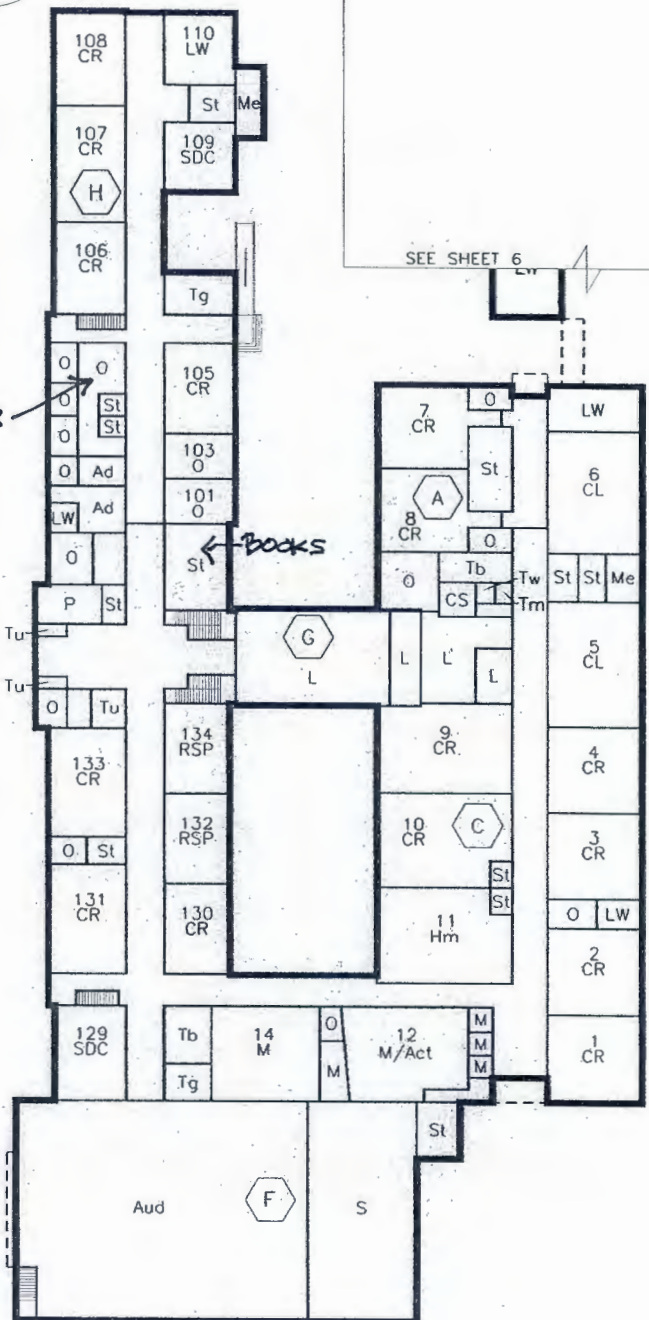 108
CR
110
LW
St
Me
107
CR
109
SDC
H
106
CR
SEE SHEET 6
LW
Tg
O
O
O
St
St
O
O
Ad
LW
Ad
O
P
St
Tu
Tu
O
Tu
105
CR
103
O
101
O
St
BOOKS
7
CR
O
St
A
8
CR
O
O
Tb
Tw
CS
Tm
LW
6
CL
St
St
Me
G
L
L
L
L
5
CL
133
CR
134
RSP
9
CR
4
CR
132
RSP
10
CR
C
3
CR
O
St
St
St
131
CR
130
CR
11
Hm
O
LW
2
CR
129
SDC
Tb
Tg
14
M
O
M
12
M/Act
M
M
M
1
CR
St
Aud
F
S